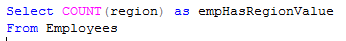 Select COUNT(region) as empHasRegionValue
From Employees